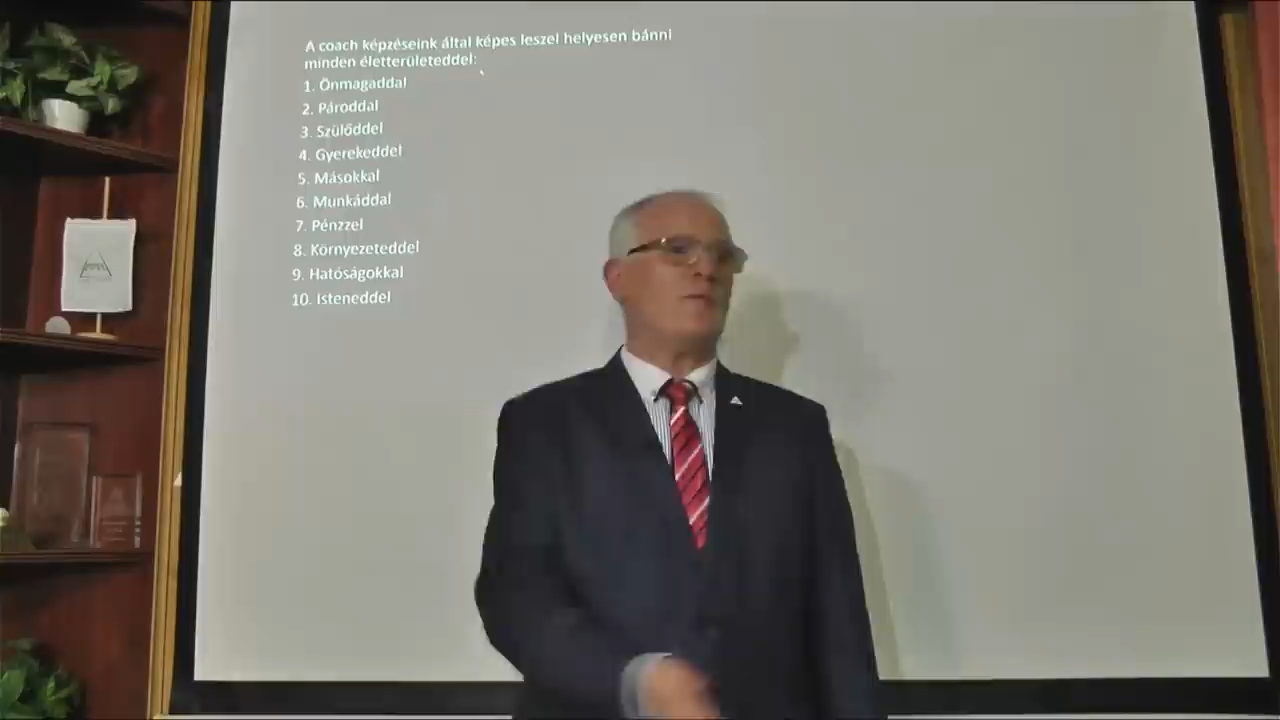 A coach képzéseink által képes leszel helyesen bánni
minden életterületeddel:
1. Önmagaddal
2. Pároddal
3. Szülőddel
4. Gyerekeddel
5. Másokkal
6. Munkáddal
7. Pénzzel
8. Környezeteddel
9. Hatóságokkal
10. Isteneddel